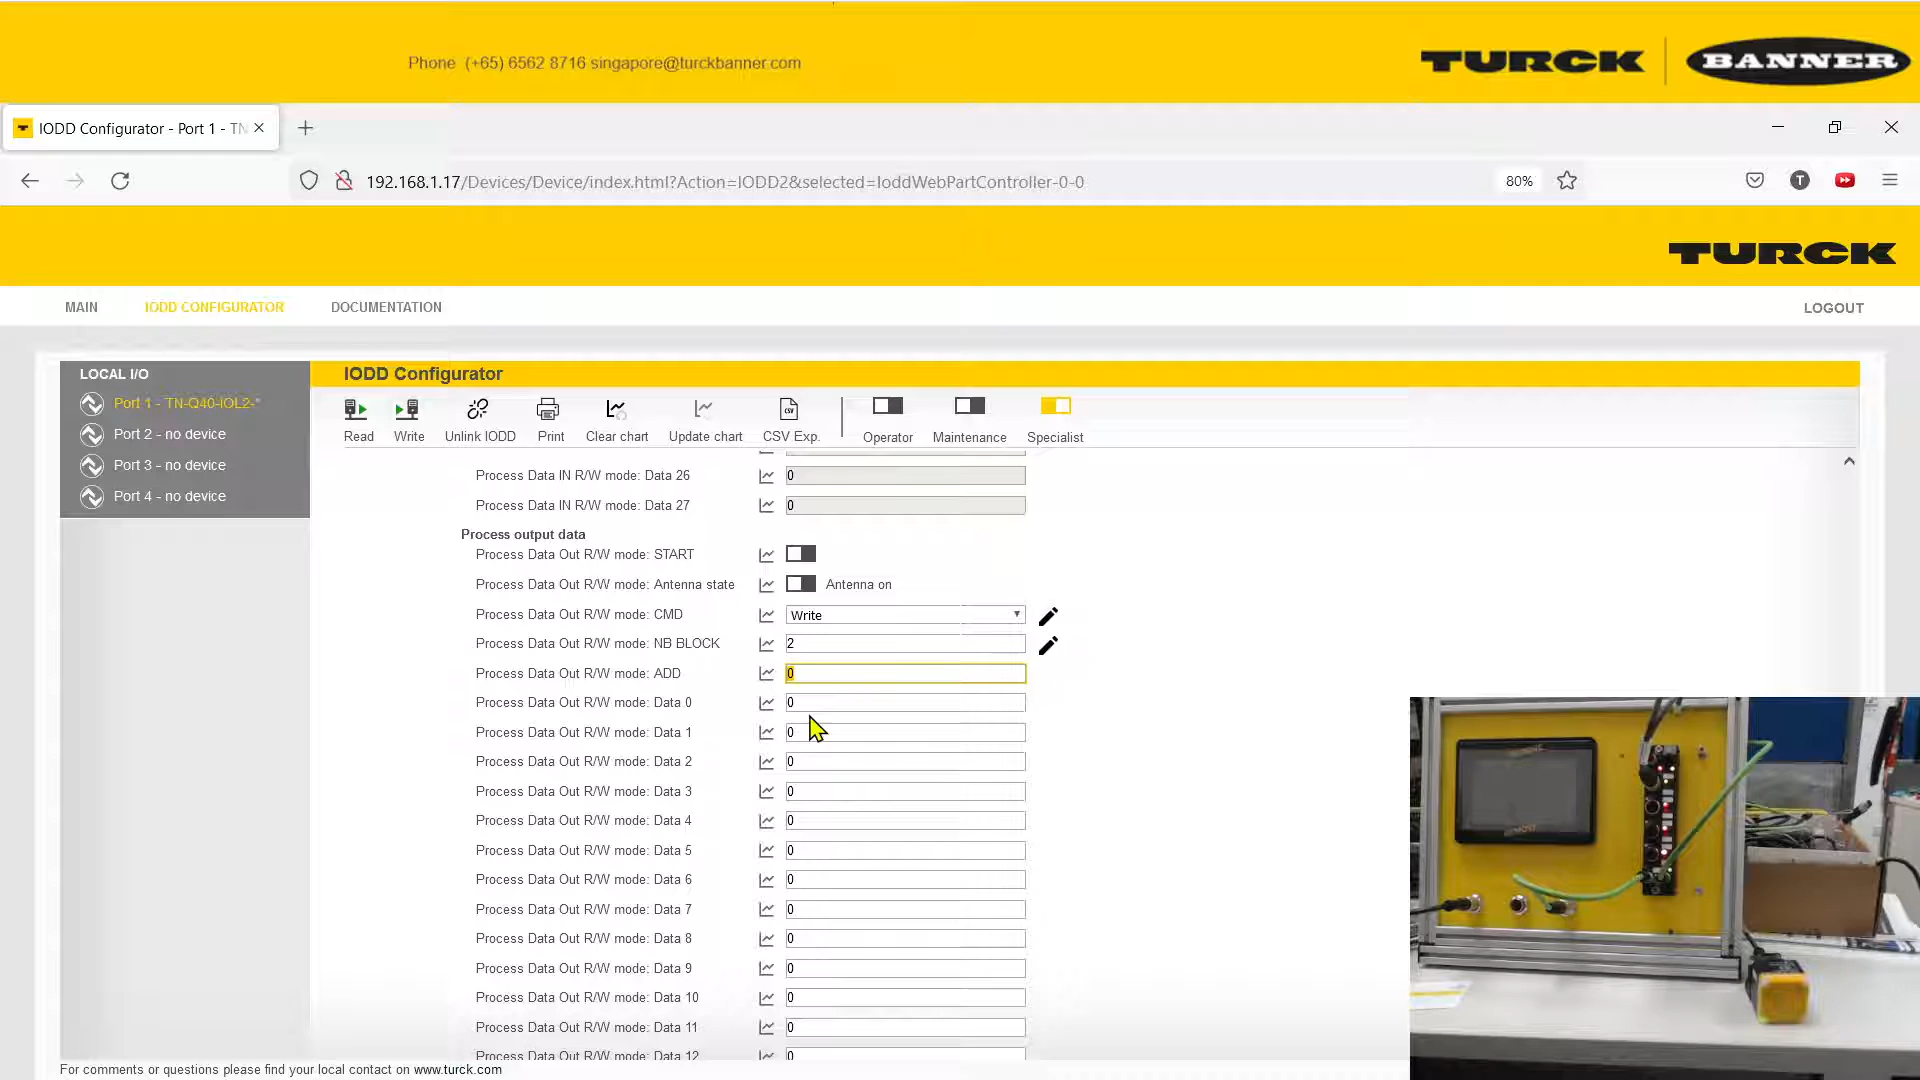 Phone (+65) 6562 8716 singapore@turckbanner.com
TURCK
BANNER
IODD Configurator - Port 1 - TN
192.168.1.17/Devices/Device/index.html?Action=IODD2&selected=IoddWebPartController-0-0
80%
T
TURCK
MAIN
IODD CONFIGURATOR
DOCUMENTATION
LOGOUT
LOCAL I/O
Port 1 - TN-Q40-IOL2-*
Port 2 - no device
Port 3 - no device
Port 4 - no device
IODD Configurator
Read
Write
Unlink IODD
Print
Clear chart
Update chart
CSV
CSV Exp.
Operator
Maintenance
Specialist
Process Data IN R/W mode: Data 26 0
Process Data IN R/W mode: Data 27 0
Process output data
Process Data Out R/W mode: START
Process Data Out R/W mode: Antenna state Antenna on
Process Data Out R/W mode: CMD Write
Process Data Out R/W mode: NB BLOCK 2
Process Data Out R/W mode: ADD 0
Process Data Out R/W mode: Data 0 0
Process Data Out R/W mode: Data 1 0
Process Data Out R/W mode: Data 2 0
Process Data Out R/W mode: Data 3 0
Process Data Out R/W mode: Data 4 0
Process Data Out R/W mode: Data 5 0
Process Data Out R/W mode: Data 6 0
Process Data Out R/W mode: Data 7 0
Process Data Out R/W mode: Data 8 0
Process Data Out R/W mode: Data 9 0
Process Data Out R/W mode: Data 10 0
Process Data Out R/W mode: Data 11 0
Process Data Out R/W mode: Data 12 0
For comments or questions please find your local contact on www.turck.com